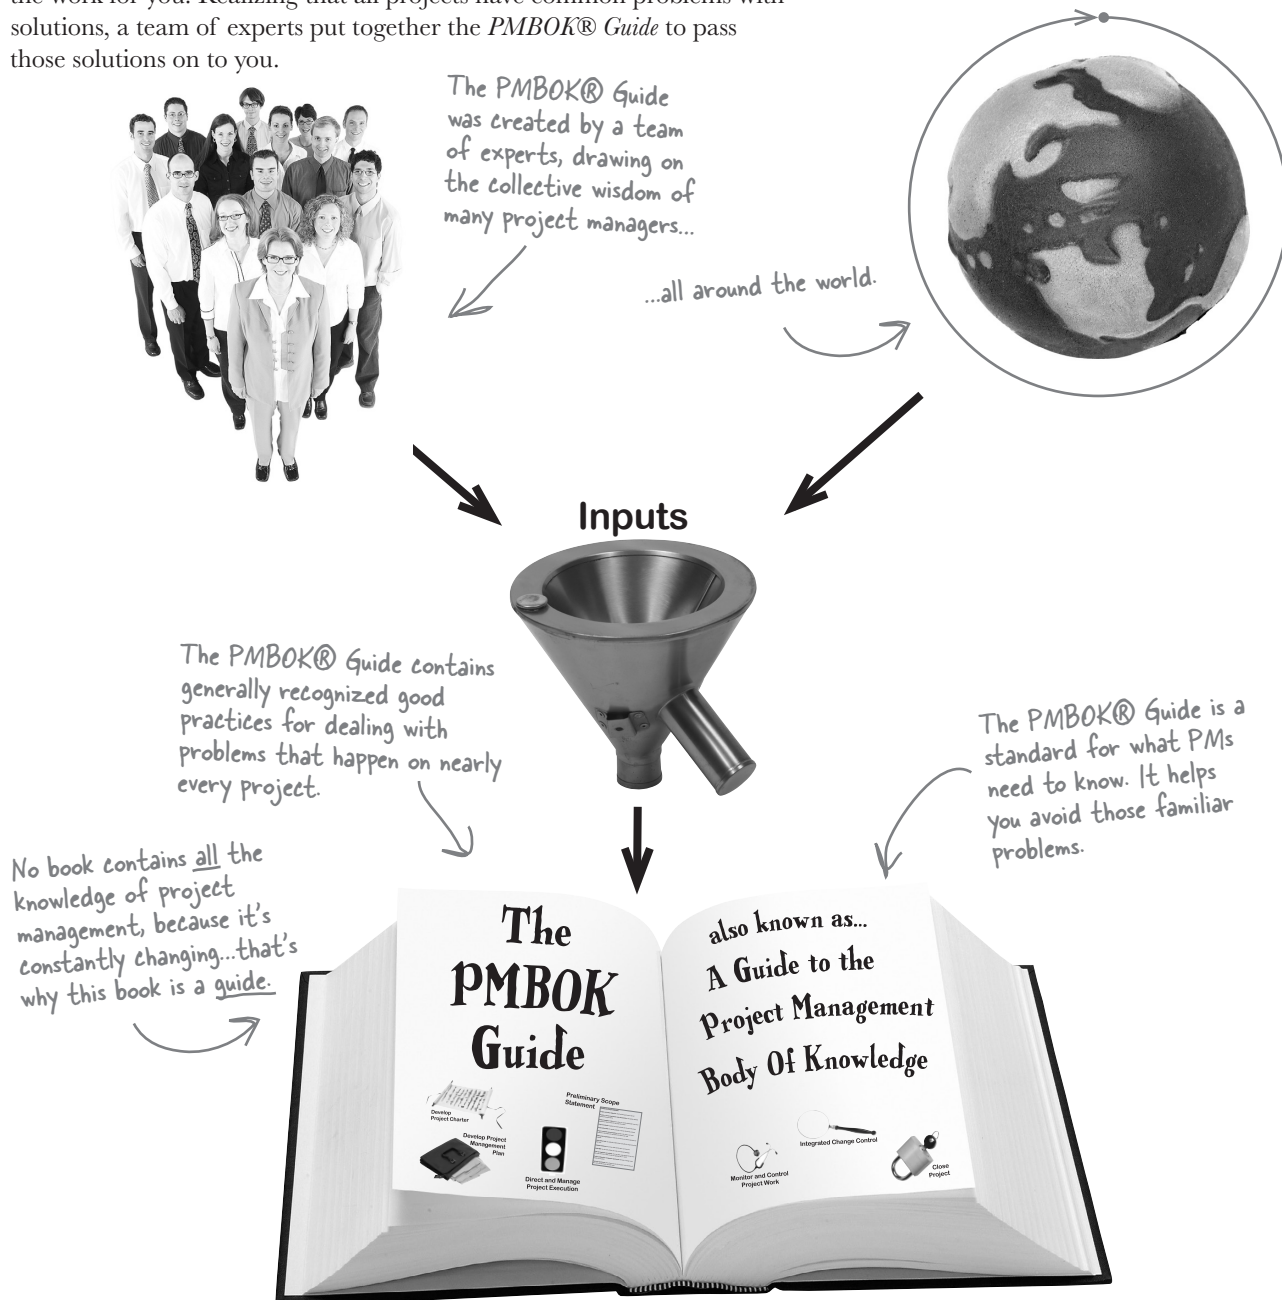 the work for you. Realizing that all projects have common problems with
solutions, a team of experts put together the PMBOK® Guide to pass
those solutions on to you.
The PMBOK® Guide
was created by a team
of experts, drawing on
the collective wisdom of
many project managers...
...all around the world.
Inputs
The PMBOK® Guide contains
generally recognized good
practices for dealing with
problems that happen on nearly
every project.
The PMBOK® Guide is a
standard for what PMs
need to know. It helps
you avoid those familiar
problems.
No book contains all the
knowledge of project
management, because it's
constantly changing...that's
why this book is a guide.
The
PMBOK
Guide
Develop
Project Charter
Preliminary Scope
Statement
Develop Project
Management
Plan
Direct and Manage
Project Execution
also known as...
A Guide to the
Project Management
Body Of Knowledge
Integrated Change Control
Monitor and Control
Project Work
Close
Project